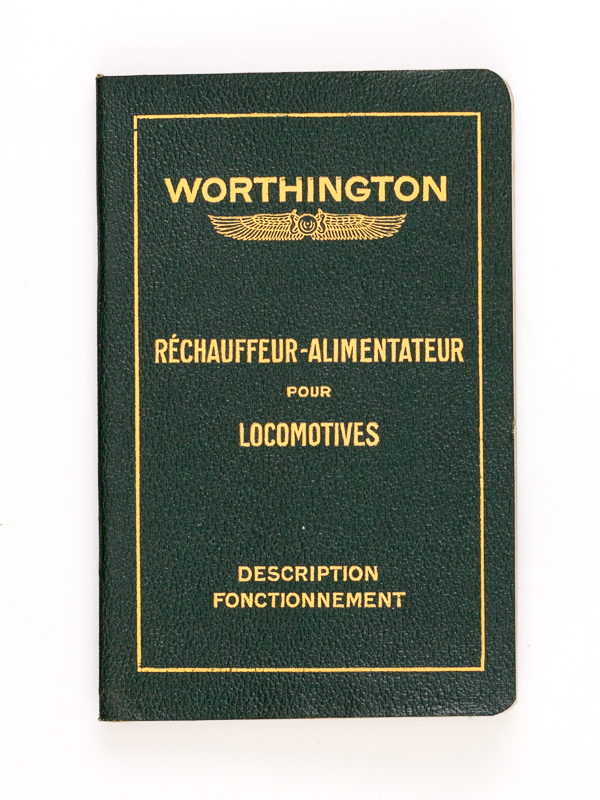 WORTHINGTON
RÉCHAUFFEUR-ALIMENTATEUR
POUR
LOCOMOTIVES
DESCRIPTION
FONCTIONNEMENT